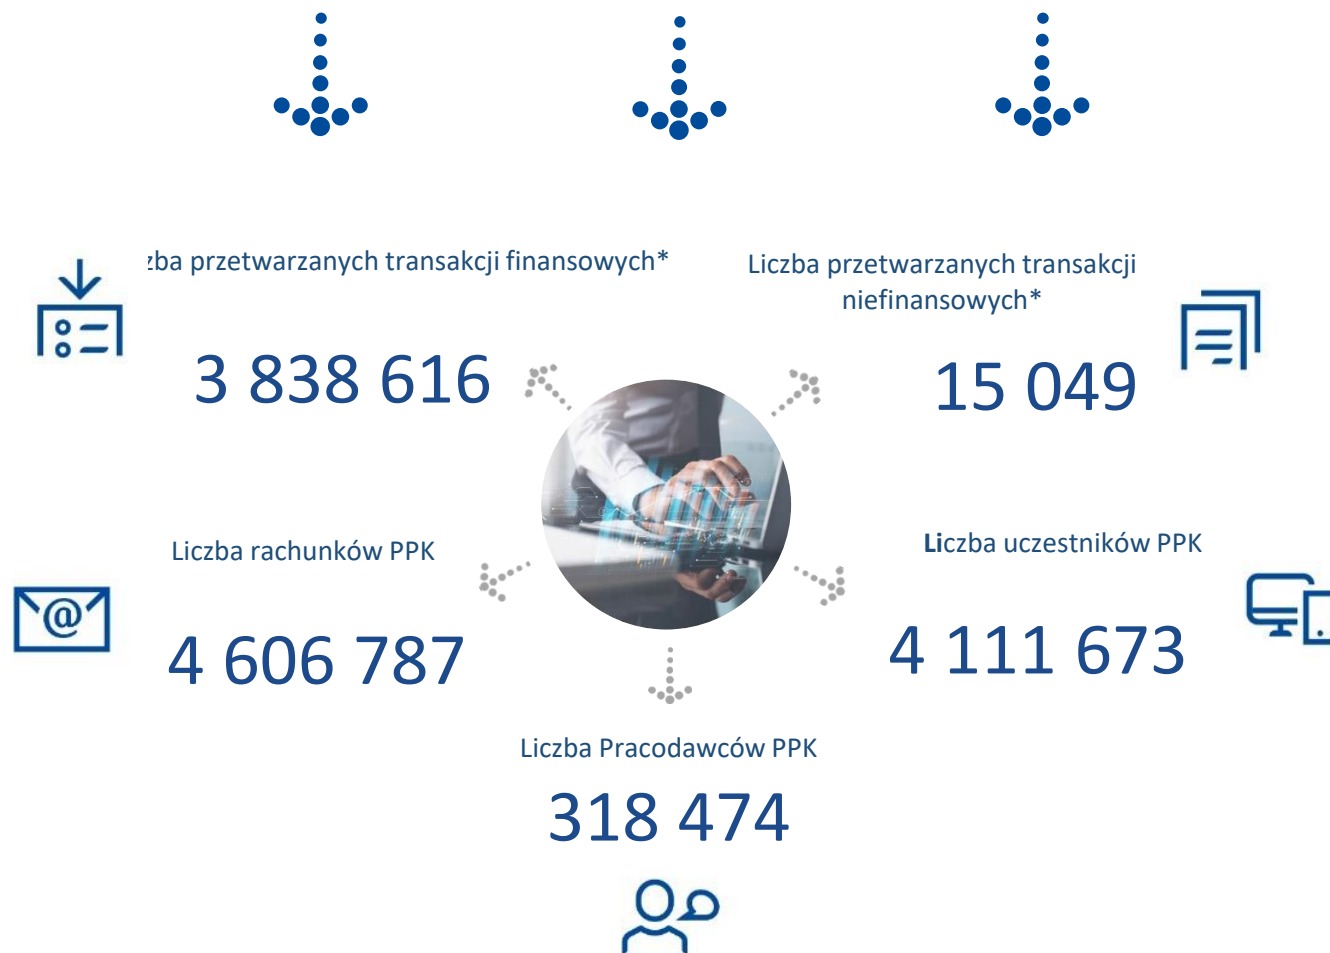 zba przetwarzanych transakcji finansowych*
Liczba przetwarzanych transakcji
niefinansowych*
3 838 616
15 049
Liczba rachunków PPK
Liczba uczestników PPK
@
4 606 787
4 111 673
Liczba Pracodawców PPK
318 474